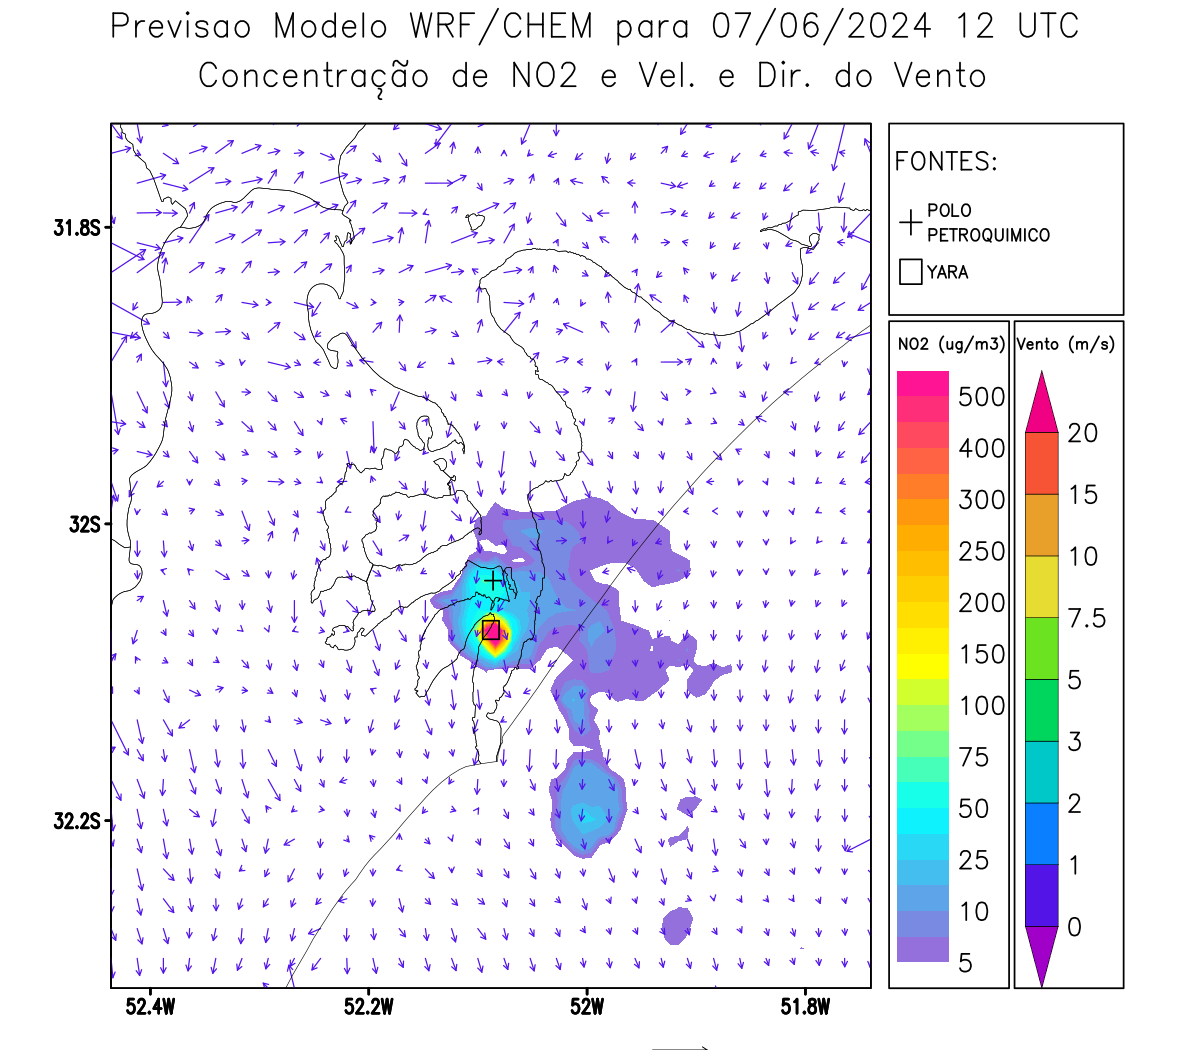 Previsao Modelo WRF/CHEM para 07/06/2024 12 UTC
Concentração de NO2 e Vel. e Dir. do Vento
FONTES:
POLO
PETROQUIMICO
YARA
NO2 (ug/m3)
500
400
300
250
200
150
100
75
50
25
10
5
Vento (m/s)
20
15
10
7.5
5
3
2
1
0
31.8S
32S
32.2S
52.4W
52.2W
52W
51.8W